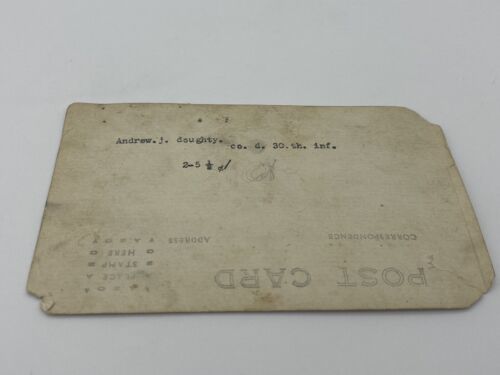 Andrew.j. doughty. co. d. 30.th. inf.
2-5 ½ ¢/
CORRESPONDENCE
ADDRESS
POST CARD
PLACE A
STAMP
HERE